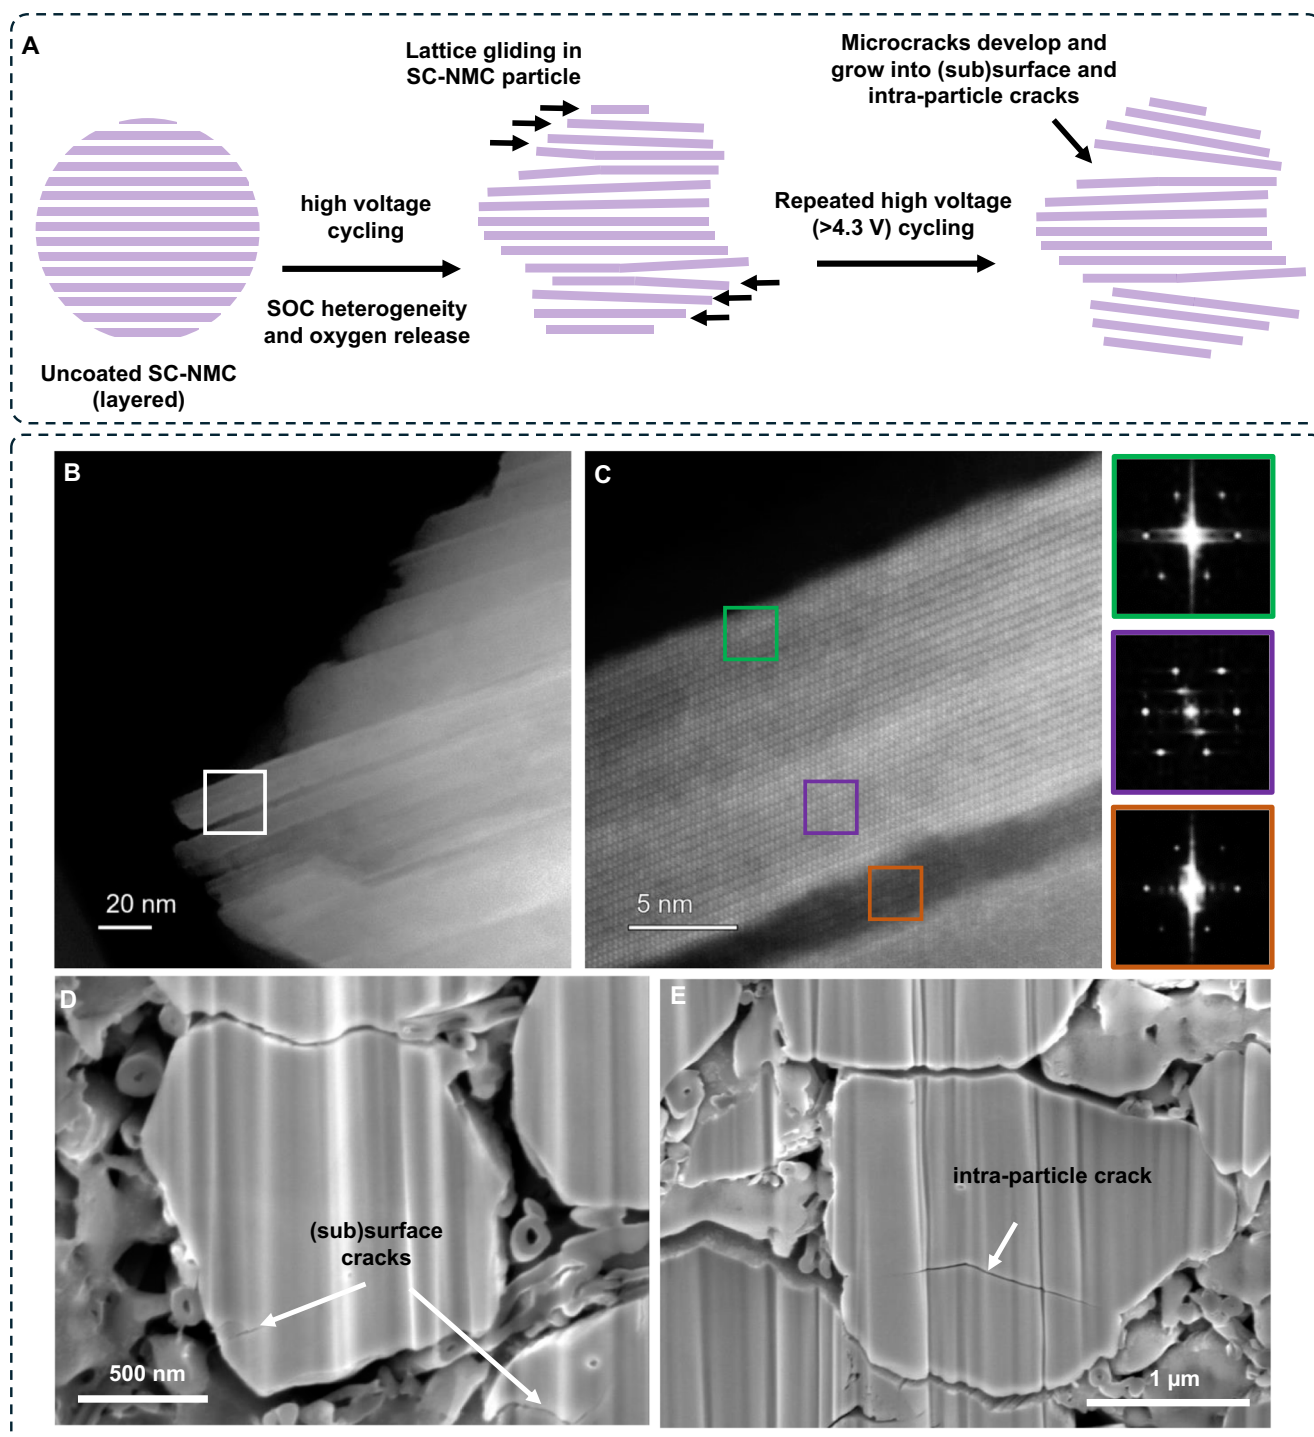 A
Lattice gliding in
SC-NMC particle
Microcracks develop and
grow into (sub)surface and
intra-particle cracks
high voltage
cycling
SOC heterogeneity
and oxygen release
Repeated high voltage
(>4.3 V) cycling
Uncoated SC-NMC
(layered)
B
20 nm
C
5 nm
D
(sub)surface
cracks
500 nm
E
intra-particle crack
1 µm